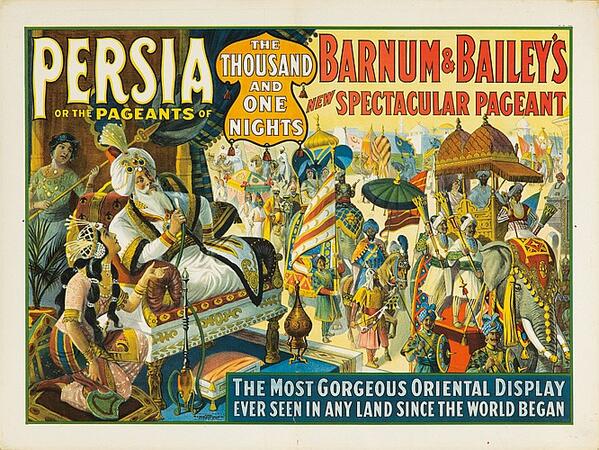 PERSIA
OR THE PAGEANTS OF
THE
THOUSAND
AND
ONE
NIGHTS
BARNUM & BAILEY'S
NEW SPECTACULAR PAGEANT
THE MOST GORGEOUS ORIENTAL DISPLAY
EVER SEEN IN ANY LAND SINCE THE WORLD BEGAN